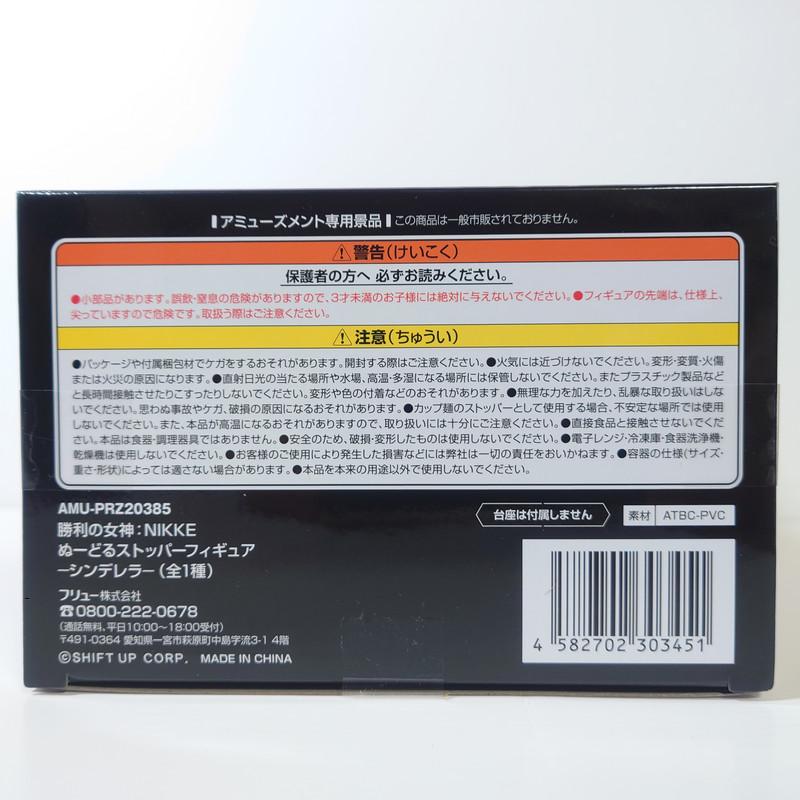 アミューズメント専用景品 この商品は一般市販されておりません。
⚠警告(けいこく)
保護者の方へ 必ずお読みください。
●小部品があります。誤飲・窒息の危険がありますので、3才未満のお子様には絶対に与えないでください。●フィギュアの先端は、仕様上、
尖っていますので危険です。取扱う際はご注意ください。
⚠注意(ちゅうい)
●パッケージや付属梱包材でケガをするおそれがあります。開封する際はご注意ください。●火気には近づけないでください。変形・変質・火傷
または火災の原因になります。●直射日光の当たる場所や水場、高温・多湿になる場所には保管しないでください。またプラスチック製品など
と長時間接触させたりこすったりしないでください。変形や色の付着などのおそれがあります。●無理な力を加えたり、乱暴な取り扱いはし
ないでください。思わぬ事故やケガ、破損の原因になるおそれがあります。●カップ麺のストッパーとして使用する場合、不安定な場所では使用
しないでください。また、本品が高温になるおそれがありますので、取り扱いには十分にご注意ください。●直接食品と接触させないでくだ
さい。本品は食器・調理器具ではありません。●安全のため、破損・変形したものは使用しないでください。●電子レンジ・冷凍庫・食器洗浄機・
乾燥機は使用しないでください。●お客様のご使用により発生した損害などには弊社は一切の責任をおいかねます。●容器の仕様(サイズ・
重さ・形状)によっては適さない場合があります。●本品を本来の用途以外で使用しないでください。
AMU-PRZ20385
勝利の女神:NIKKE
ぬーどるストッパーフィギュア
ーシンデレラー(全1種)
台座は付属しません
素材 ATBC-PVC
フリュー株式会社
☎0800-222-0678
(通話無料、平日10:00~18:00受付)
〒491-0364 愛知県一宮市萩原町中島字流3-1 4階
©SHIFT UP CORP. MADE IN CHINA
4 582702 303451